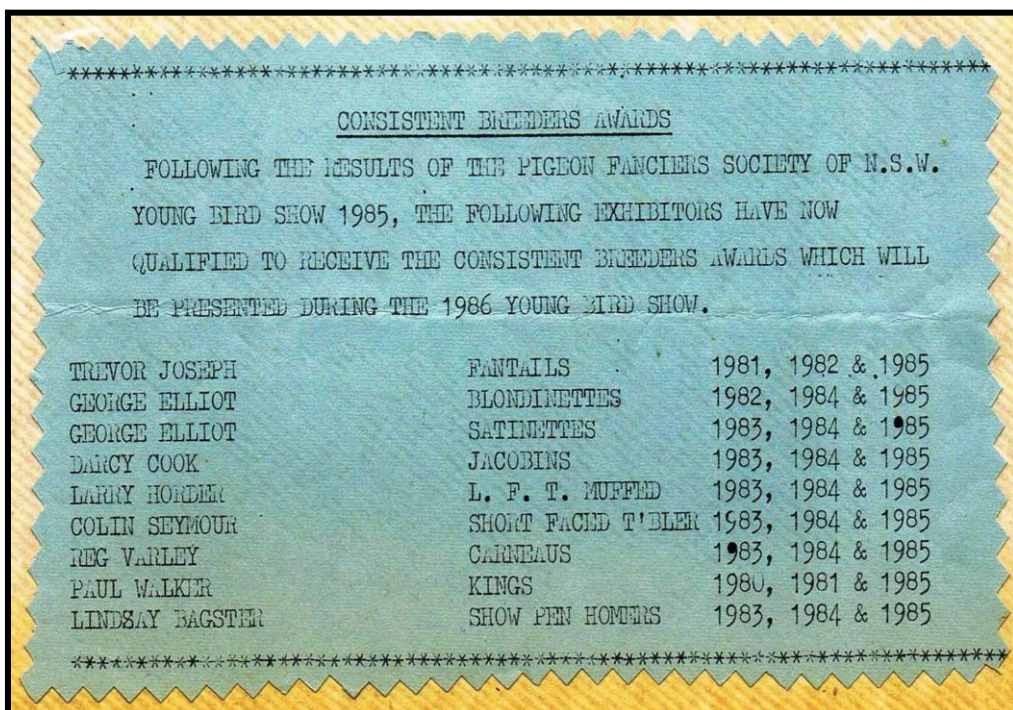 *************************************************************************
CONSISTENT BREEDERS AWARDS
FOLLOWING THE RESULTS OF THE PIGEON FANCIERS SOCIETY OF N.S.W.
YOUNG BIRD SHOW 1985, THE FOLLOWING EXHIBITORS HAVE NOW
QUALIFIED TO RECEIVE THE CONSISTENT BREEDERS AWARDS WHICH WILL
BE PRESENTED DURING THE 1986 YOUNG BIRD SHOW.
TREVOR JOSEPH FANTAILS 1981, 1982 & 1985
GEORGE ELLIOT BLONDINETTES 1982, 1984 & 1985
GEORGE ELLIOT SATINETTES 1983, 1984 & 1985
DARCY COOK JACOBINS 1983, 1984 & 1985
LARRY HORDER L. F. T. MUFFED 1983, 1984 & 1985
COLIN SEYMOUR SHORT FACED T'BLER 1983, 1984 & 1985
REG VARLEY CARNEAUS 1983, 1984 & 1985
PAUL WALKER KINGS 1980, 1981 & 1985
LINDSAY BAGSTER SHOW PEN HOMERS 1983, 1984 & 1985
*************************************************************************